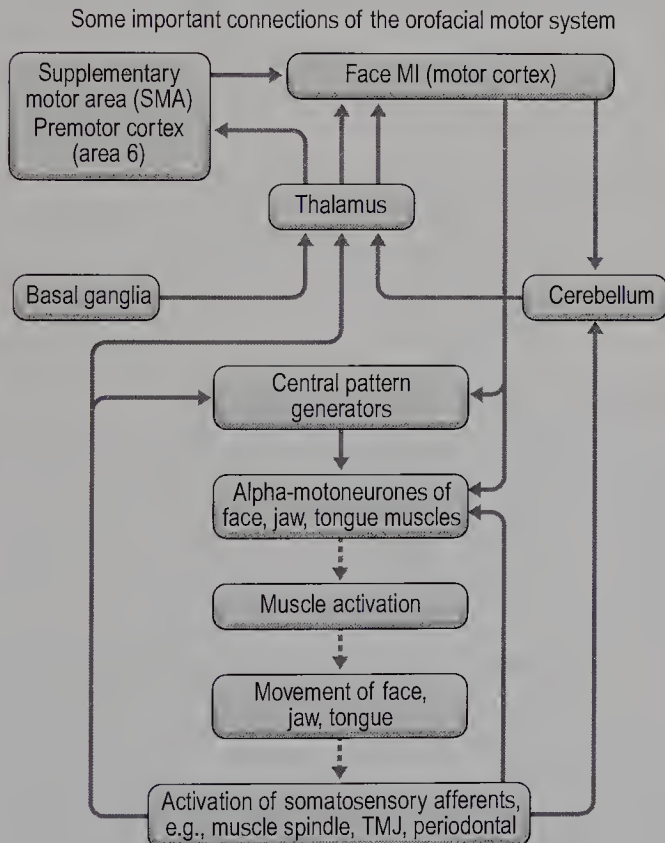 Some important connections of the orofacial motor system
Supplementary
motor area (SMA)
Premotor cortex
(area 6)
Face MI (motor cortex)
Thalamus
Basal ganglia
Cerebellum
Central pattern
generators
Alpha-motoneurones of
face, jaw, tongue muscles
Muscle activation
Movement of face,
jaw, tongue
Activation of somatosensory afferents,
e.g., muscle spindle, TMJ, periodontal